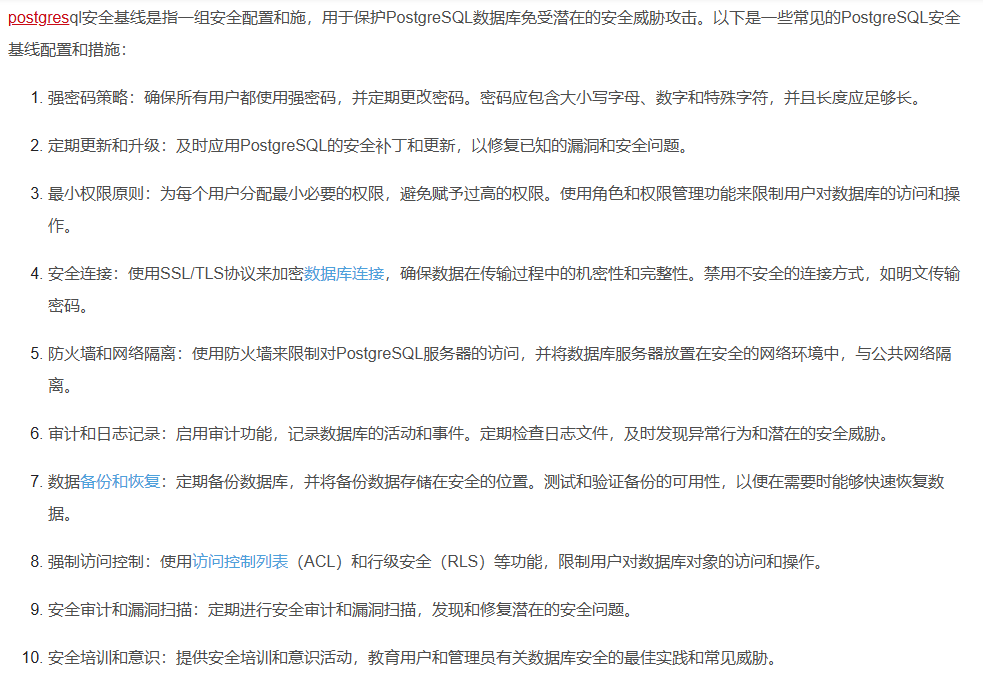 postgresql安全基线是指一组安全配置和施，用于保护PostgreSQL数据库免受潜在的安全威胁攻击。以下是一些常见的PostgreSQL安全
基线配置和措施：
1. 强密码策略：确保所有用户都使用强密码，并定期更改密码。密码应包含大小写字母、数字和特殊字符，并且长度应足够长。
2. 定期更新和升级：及时应用PostgreSQL的安全补丁和更新，以修复已知的漏洞和安全问题。
3. 最小权限原则：为每个用户分配最小必要的权限，避免赋予过高的权限。使用角色和权限管理功能来限制用户对数据库的访问和操
作。
4. 安全连接：使用SSL/TLS协议来加密数据库连接，确保数据在传输过程中的机密性和完整性。禁用不安全的连接方式，如明文传输
密码。
5. 防火墙和网络隔离：使用防火墙来限制对PostgreSQL服务器的访问，并将数据库服务器放置在安全的网络环境中，与公共网络隔
离。
6. 审计和日志记录：启用审计功能，记录数据库的活动和事件。定期检查日志文件，及时发现异常行为和潜在的安全威胁。
7. 数据备份和恢复：定期备份数据库，并将备份数据存储在安全的位置。测试和验证备份的可用性，以便在需要时能够快速恢复数
据。
8. 强制访问控制：使用访问控制列表（ACL）和行级安全（RLS）等功能，限制用户对数据库对象的访问和操作。
9. 安全审计和漏洞扫描：定期进行安全审计和漏洞扫描，发现和修复潜在的安全问题。
10. 安全培训和意识：提供安全培训和意识活动，教育用户和管理员有关数据库安全的最佳实践和常见威胁。